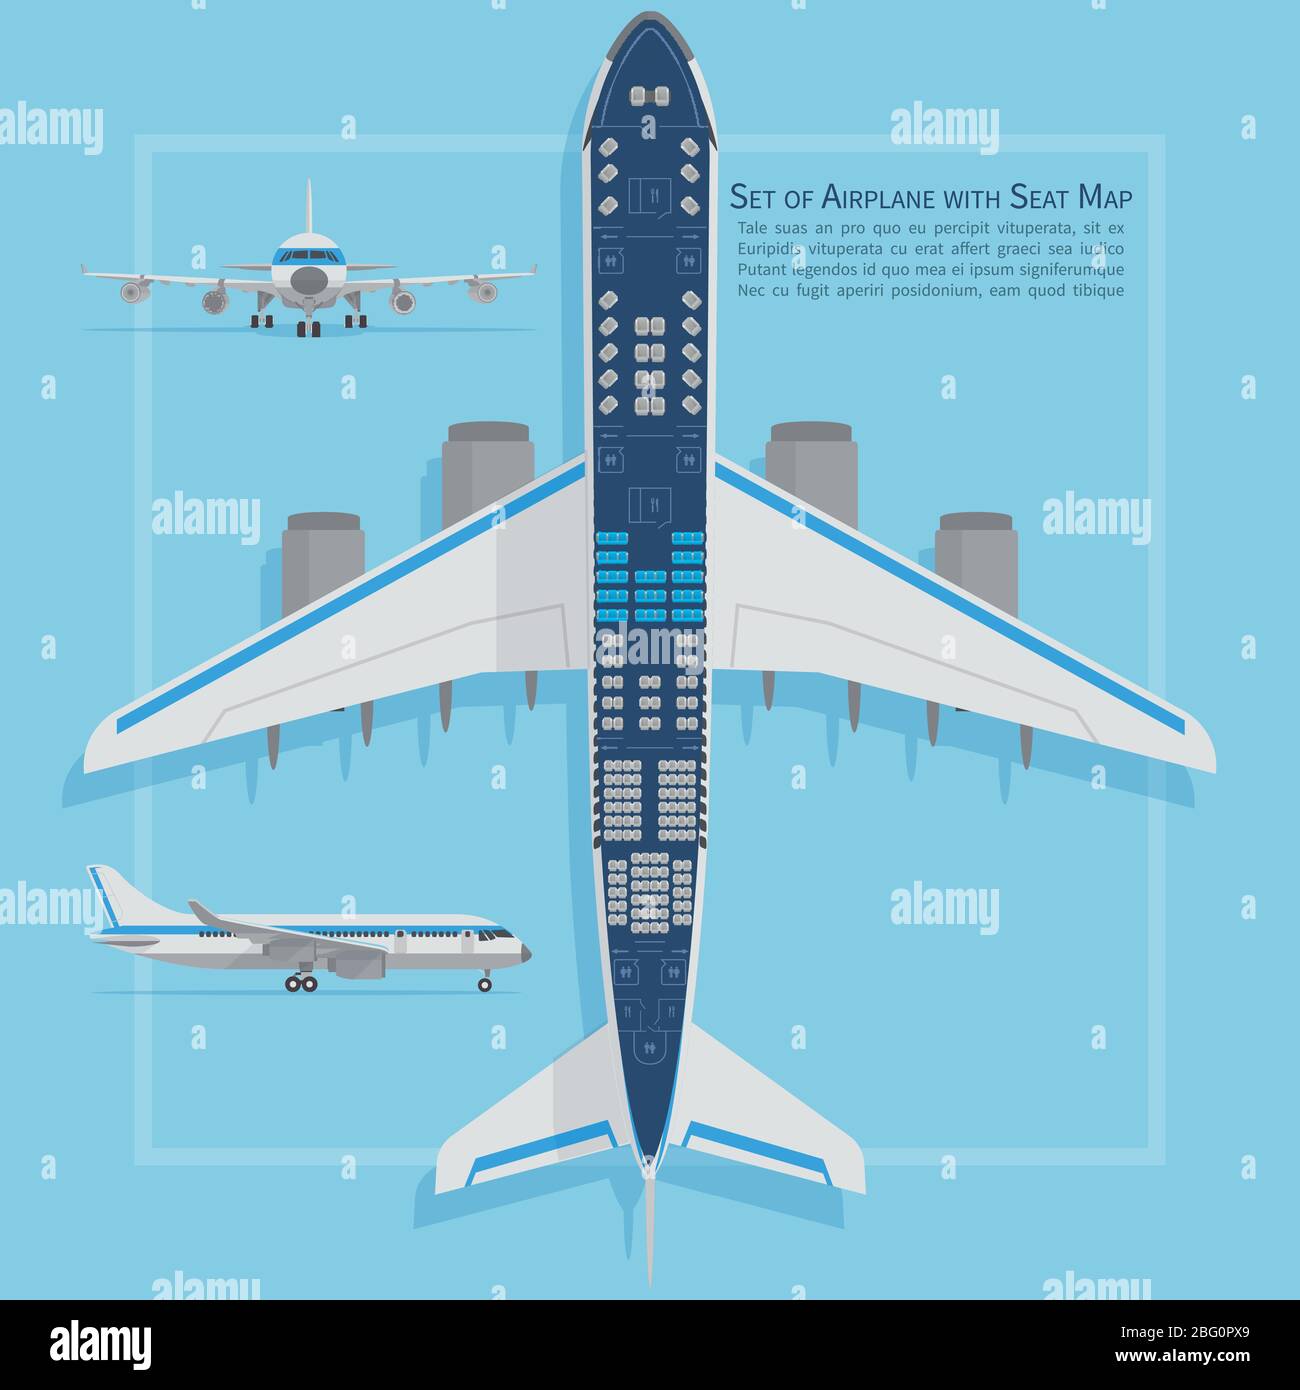 SET OF AIRPLANE WITH SEAT MAP
Tale suas an pro quo eu percipit vituperata, sit ex
Euripidis vituperata cu erat affert graeci sea iudico
Putant legendos id quo mea ei ipsum signiferumque
Nec cu fugit aperiri posidonium, eam quod tibique
alamy
Image ID: 2BG0PX9
www.alamy.com